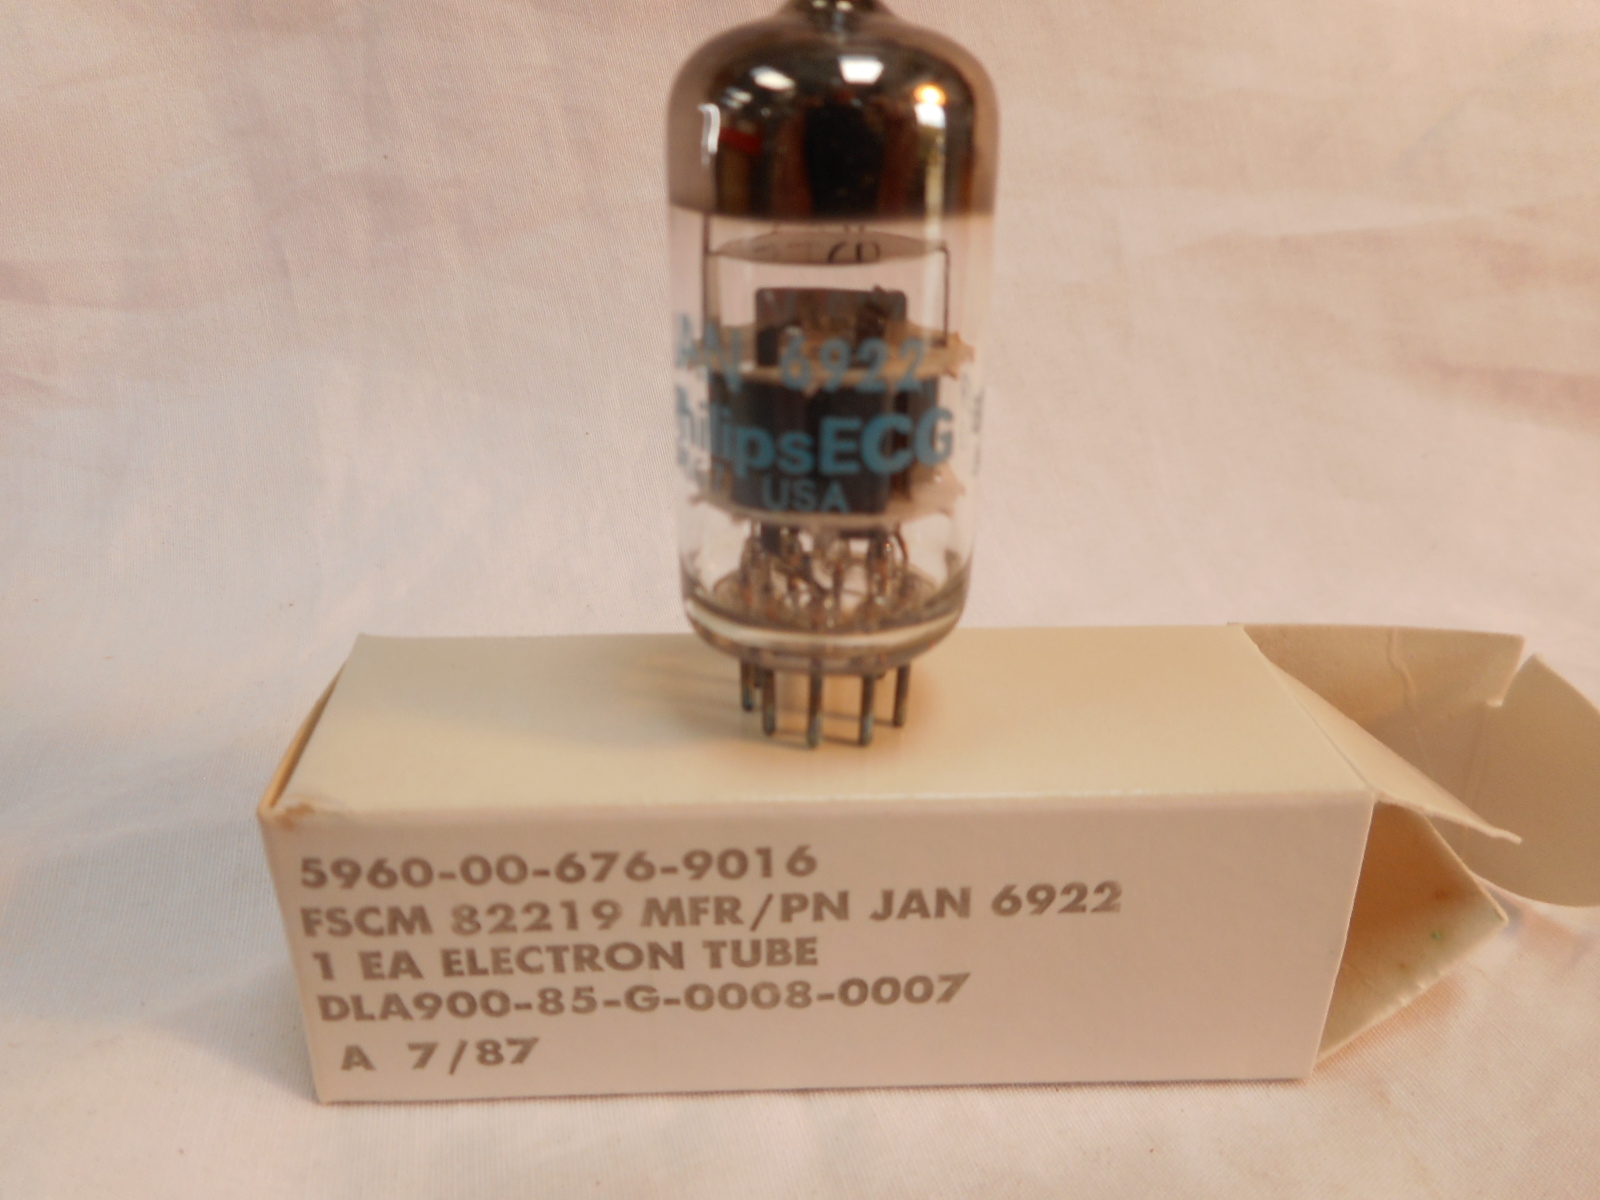 6922
PhilipsECG
USA
5960-00-676-9016
FSCM 82219 MFR/PN JAN 6922
1 EA ELECTRON TUBE
DLA900-85-G-0008-0007
A 7/87